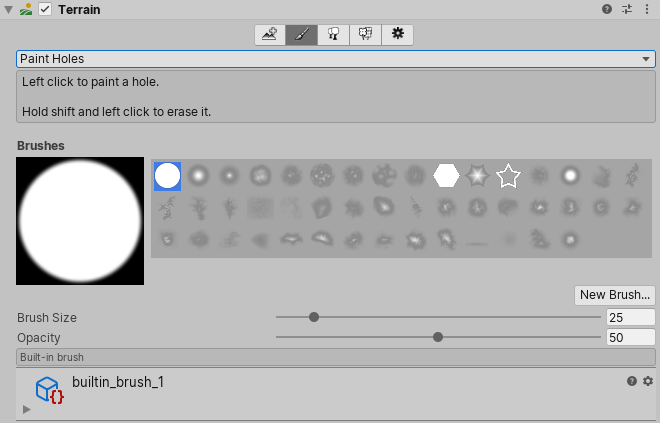 Terrain
Paint Holes
Left click to paint a hole.
Hold shift and left click to erase it.
Brushes
New Brush...
Brush Size
25
Opacity
50
Built-in brush
builtin_brush_1